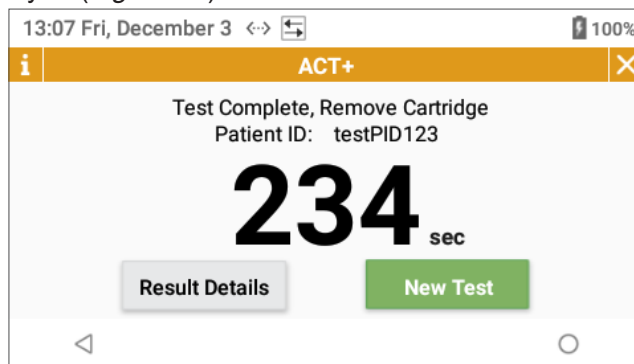 13:07 Fri, December 3 100%
i ACT+ X
Test Complete, Remove Cartridge
Patient ID: testPID123
234 sec
Result Details New Test